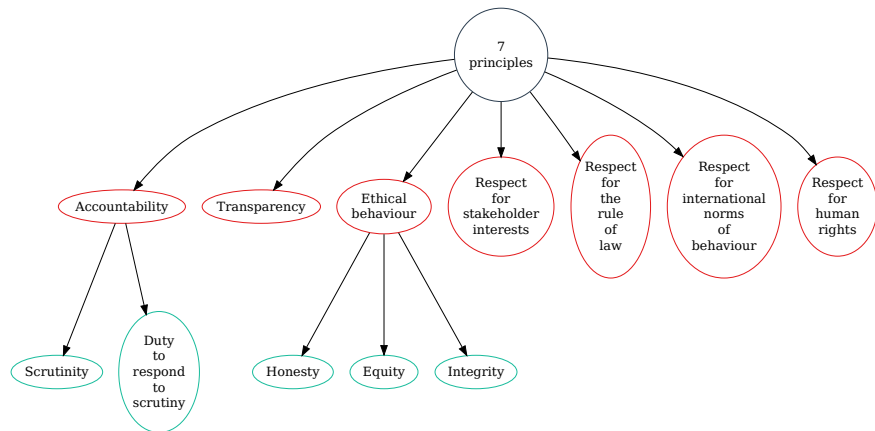 7
principles
Accountability
Transparency
Ethical
behaviour
Respect
for
stakeholder
interests
Respect
for
the
rule
of
law
Respect
for
international
norms
of
behaviour
Respect
for
human
rights
Scrutinity
Duty
to
respond
to
scrutiny
Honesty
Equity
Integrity